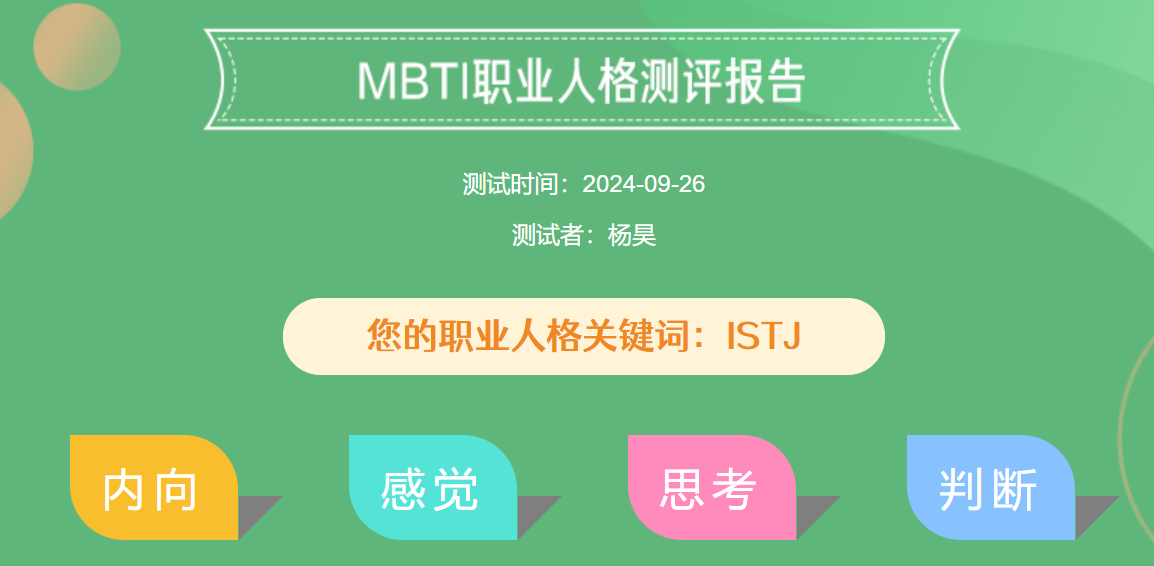 MBTI职业人格测评报告
测试时间：2024-09-26
测试者：杨昊
您的职业人格关键词：ISTJ
内向 感觉 思考 判断